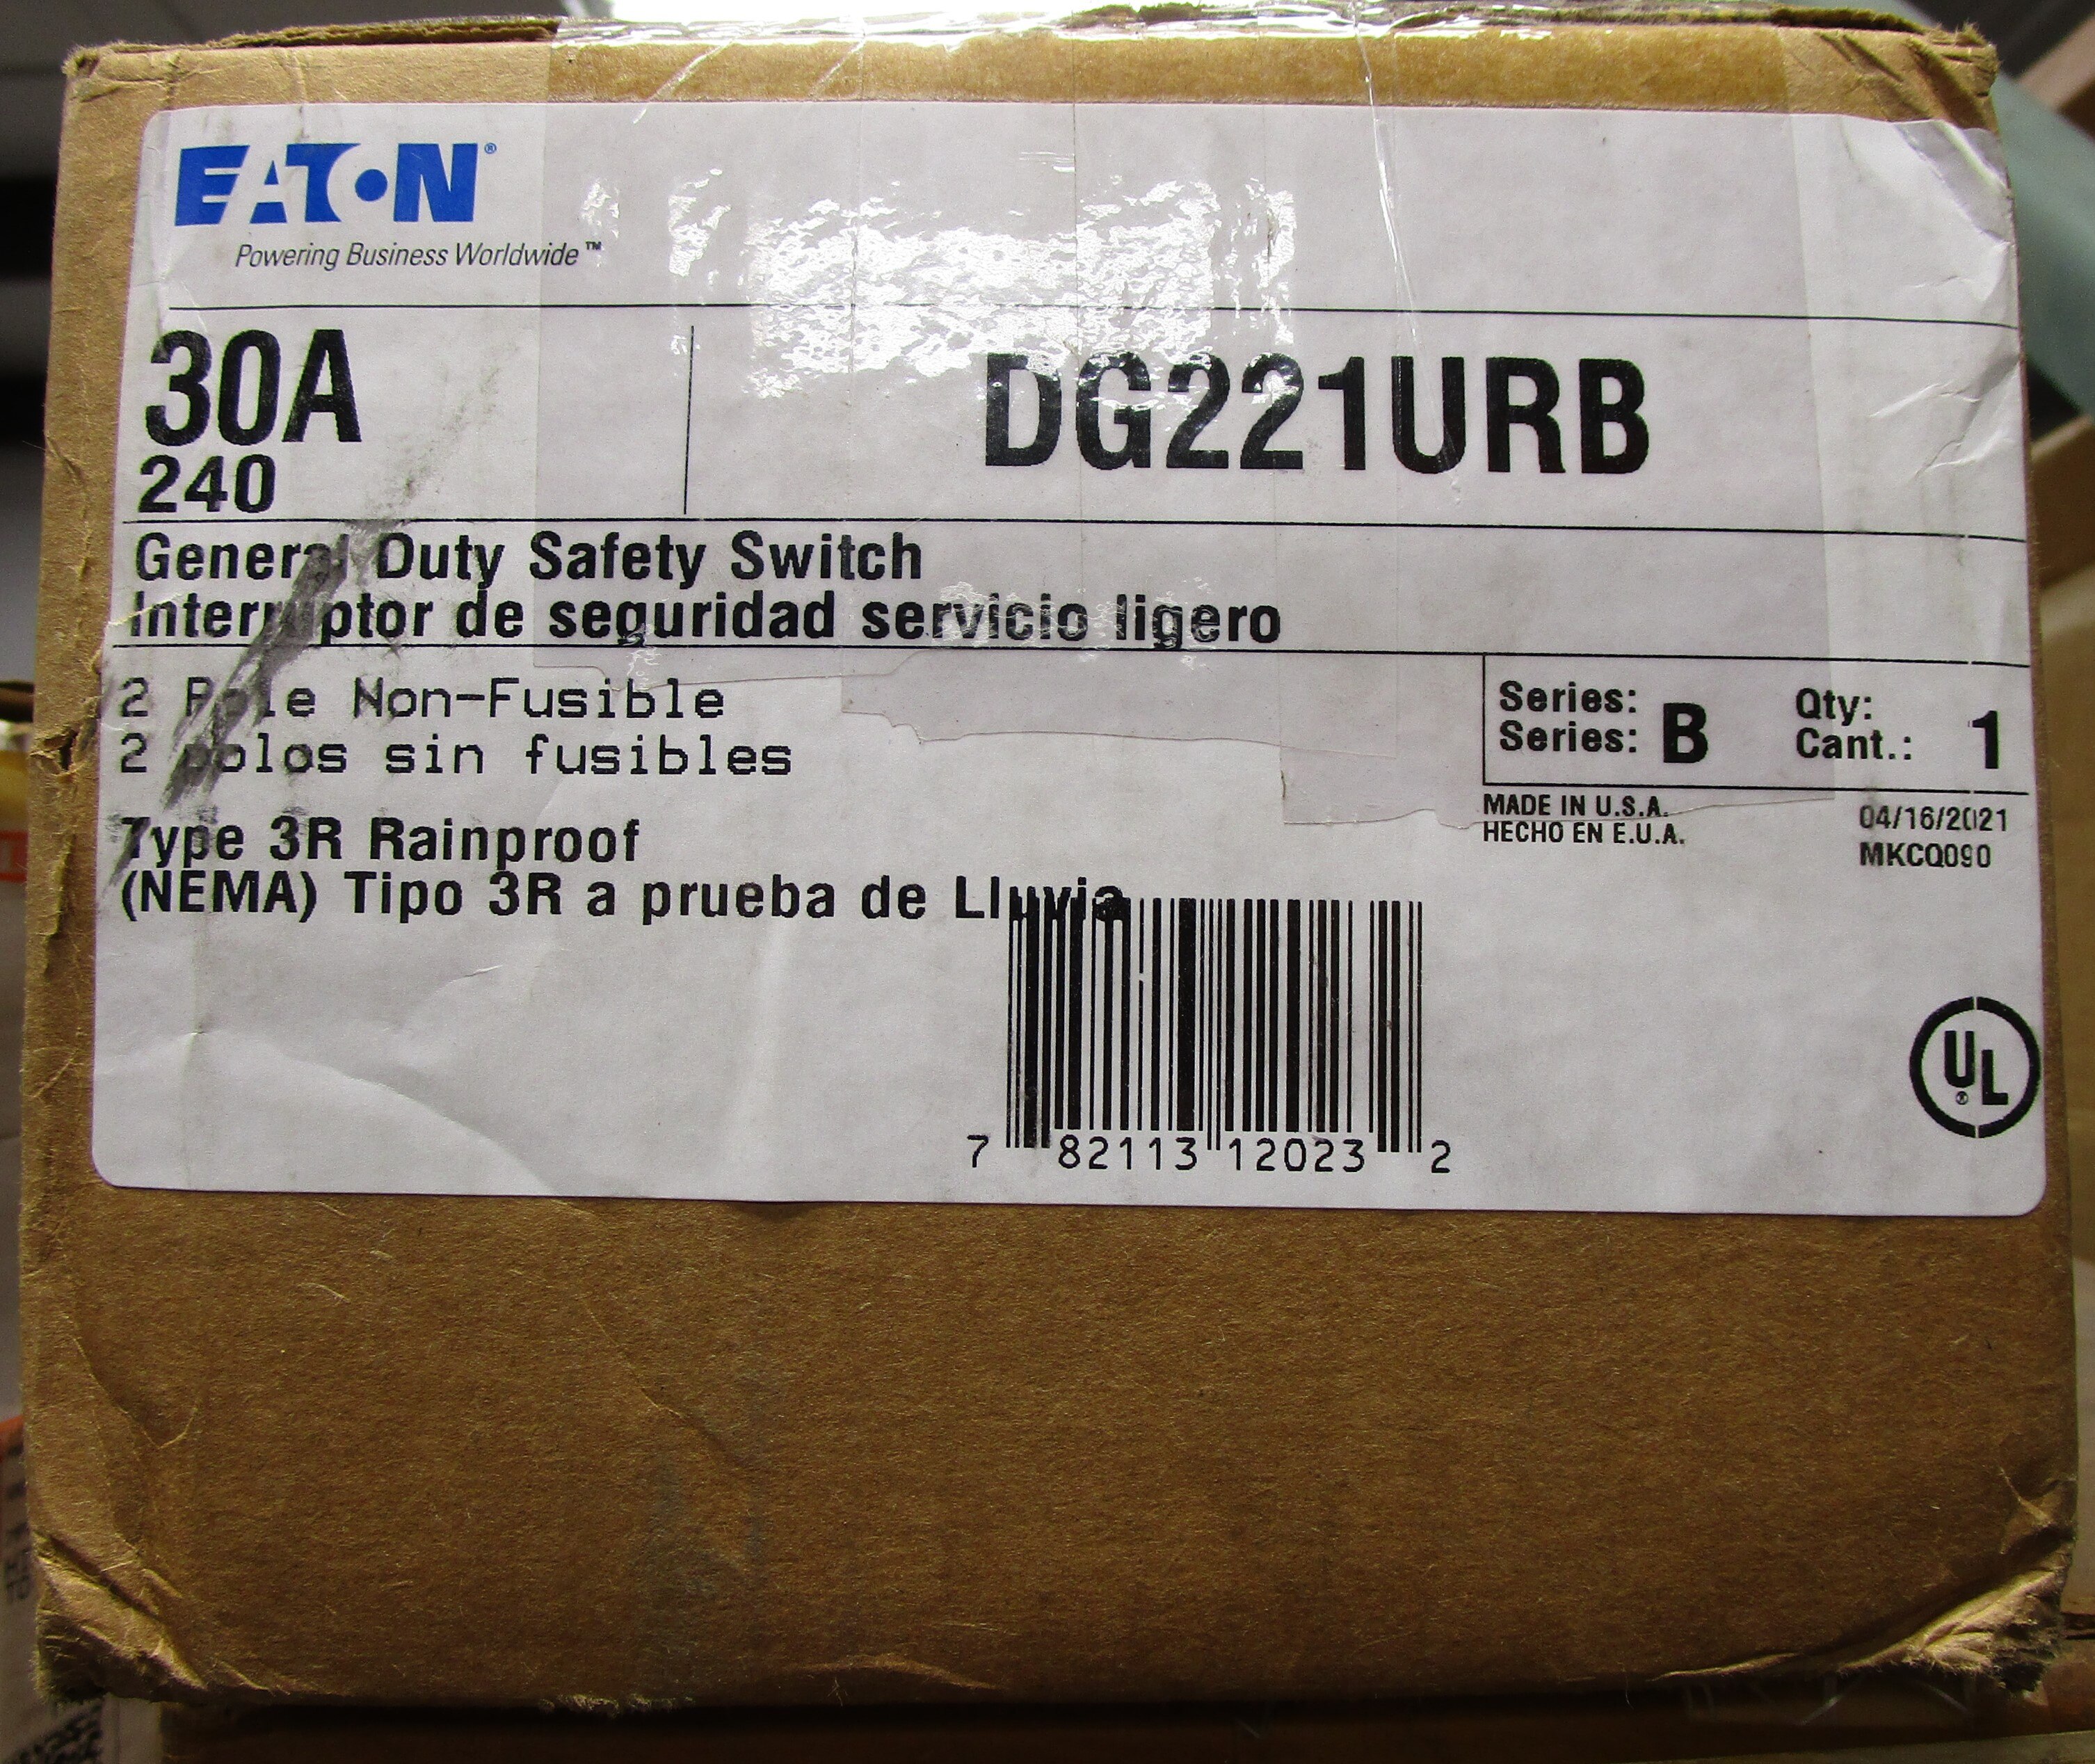 EATON®
Powering Business Worldwide™
30A
240
DG221URB
General Duty Safety Switch
Interruptor de seguridad servicio ligero
2 Pole Non-Fusible
2 polos sin fusibles
Series:
Series: B
Qty:
Cant.: 1
MADE IN U.S.A.
HECHO EN E.U.A.
04/16/2021
MKCQ090
Type 3R Rainproof
(NEMA) Tipo 3R a prueba de Lluvia
7 82113 12023 2
UL®